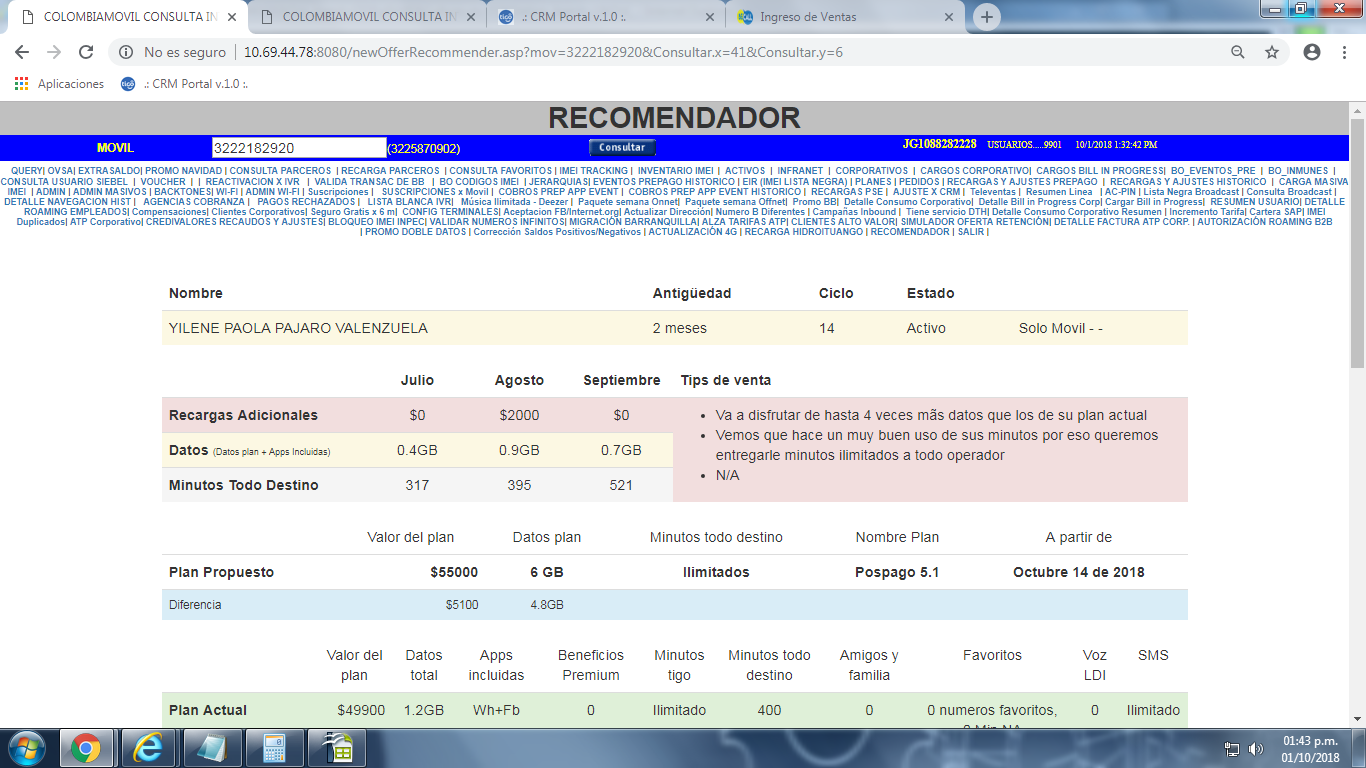 COLOMBIAMOVIL CONSULTA IN
COLOMBIAMOVIL CONSULTA IN
.: CRM Portal v.1.0 :.
Ingreso de Ventas
No es seguro | 10.69.44.78:8080/newOfferRecommender.asp?mov=3222182920&Consultar.x=41&Consultar.y=6
Aplicaciones
.: CRM Portal v.1.0 :.
RECOMENDADOR
MOVIL 3222182920 (3225870902) Consultar JG1088282228 USUARIOS.....9901 10/1/2018 1:32:42 PM
QUERY| OVSA| EXTRASALDO| PROMO NAVIDAD | CONSULTA PARCEROS | RECARGA PARCEROS | CONSULTA FAVORITOS | IMEI TRACKING | INVENTARIO IMEI | ACTIVOS | INFRANET | CORPORATIVOS | CARGOS CORPORATIVO| CARGOS BILL IN PROGRESS| BO_EVENTOS_PRE | BO_INMUNES |
CONSULTA USUARIO SIEBEL | VOUCHER | | REACTIVACION X IVR | VALIDA TRANSAC DE BB | BO CODIGOS IMEI | JERARQUIAS| EVENTOS PREPAGO HISTORICO | EIR (IMEI LISTA NEGRA) | PLANES | PEDIDOS | RECARGAS Y AJUSTES PREPAGO | RECARGAS Y AJUSTES HISTORICO | CARGA MASIVA
IMEI | ADMIN | ADMIN MASIVOS | BACKTONES| WI-FI | ADMIN WI-FI | Suscripciones | SUSCRIPCIONES x Movil | COBROS PREP APP EVENT | COBROS PREP APP EVENT HISTORICO | RECARGAS PSE | AJUSTE X CRM | Televentas | Resumen Linea | AC-PIN | Lista Negra Broadcast | Consulta Broadcast |
DETALLE NAVEGACION HIST | AGENCIAS COBRANZA | PAGOS RECHAZADOS | LISTA BLANCA IVR| Música Ilimitada - Deezer | Paquete semana Onnet| Paquete semana Offnet| Promo BB| Detalle Consumo Corporativo| Detalle Bill in Progress Corp| Cargar Bill in Progress| RESUMEN USUARIO| DETALLE
ROAMING EMPLEADOS| Compensaciones| Clientes Corporativos| Seguro Gratis x 6 m| CONFIG TERMINALES| Aceptacion FB/Internet.org| Actualizar Dirección| Numero B Diferentes | Campañas Inbound | Tiene servicio DTH| Detalle Consumo Corporativo Resumen | Incremento Tarifa| Cartera SAP| IMEI
Duplicados| ATP Corporativo| CREDIVALORES RECAUDOS Y AJUSTES| BLOQUEO IMEI INPEC| VALIDAR NUMEROS INFINITOS| MIGRACIÓN BARRANQUILLA| ALZA TARIFAS ATP| CLIENTES ALTO VALOR| SIMULADOR OFERTA RETENCIÓN| DETALLE FACTURA ATP CORP. | AUTORIZACIÓN ROAMING B2B
| PROMO DOBLE DATOS | Corrección Saldos Positivos/Negativos | ACTUALIZACIÓN 4G | RECARGA HIDROITUANGO | RECOMENDADOR | SALIR |
Nombre Antigüedad Ciclo Estado
YILENE PAOLA PAJARO VALENZUELA 2 meses 14 Activo Solo Movil - -
Julio Agosto Septiembre Tips de venta
Recargas Adicionales $0 $2000 $0
Datos (Datos plan + Apps Incluidas) 0.4GB 0.9GB 0.7GB
Minutos Todo Destino 317 395 521
• Va a disfrutar de hasta 4 veces mãs datos que los de su plan actual
• Vemos que hace un muy buen uso de sus minutos por eso queremos
entregarle minutos ilimitados a todo operador
• N/A
Valor del plan Datos plan Minutos todo destino Nombre Plan A partir de
Plan Propuesto $55000 6 GB Ilimitados Pospago 5.1 Octubre 14 de 2018
Diferencia $5100 4.8GB
Valor del plan Datos total Apps incluidas Beneficios Premium Minutos tigo Minutos todo destino Amigos y familia Favoritos Voz LDI SMS
Plan Actual $49900 1.2GB Wh+Fb 0 Ilimitado 400 0 0 numeros favoritos, 0 Ilimitado
01:43 p.m.
01/10/2018